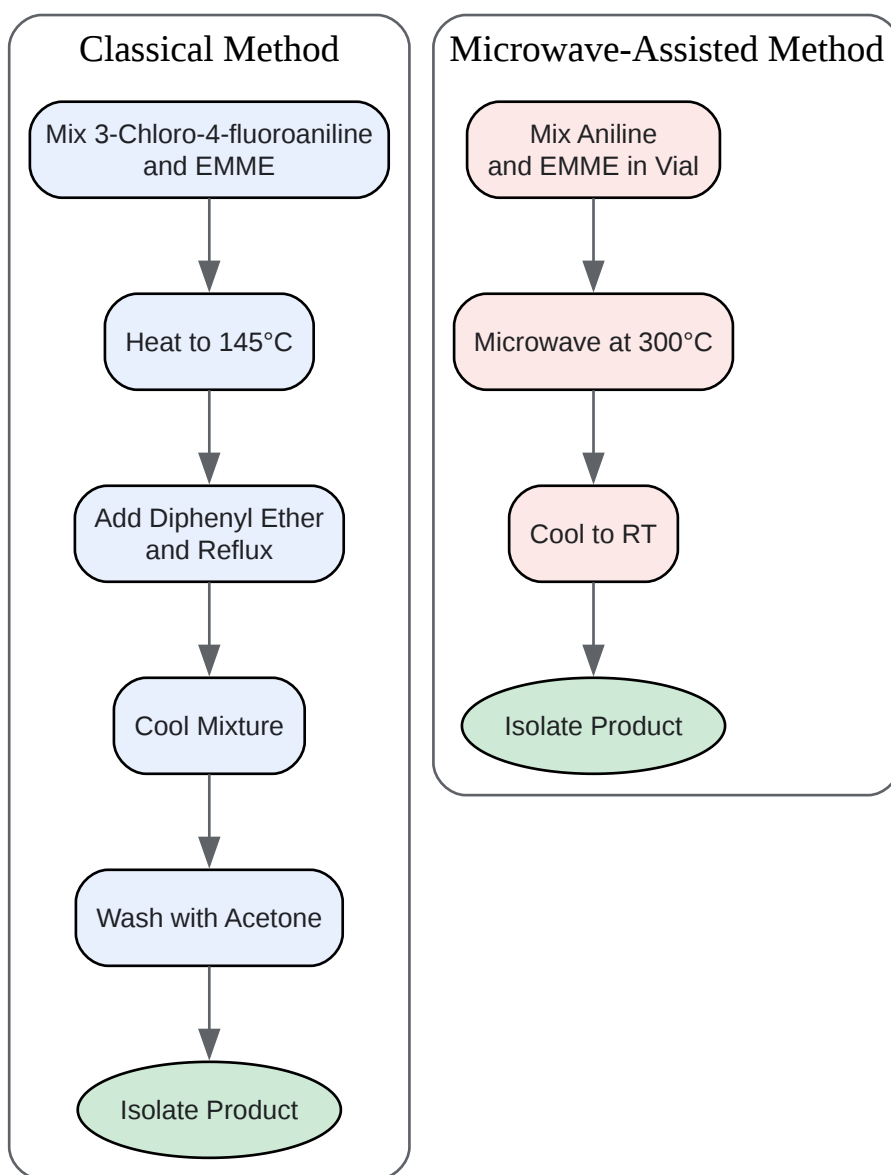 Classical Method
Mix 3-Chloro-4-fluoroaniline
and EMME
Heat to 145°C
Add Diphenyl Ether
and Reflux
Cool Mixture
Wash with Acetone
Isolate Product
Microwave-Assisted Method
Mix Aniline
and EMME in Vial
Microwave at 300°C
Cool to RT
Isolate Product